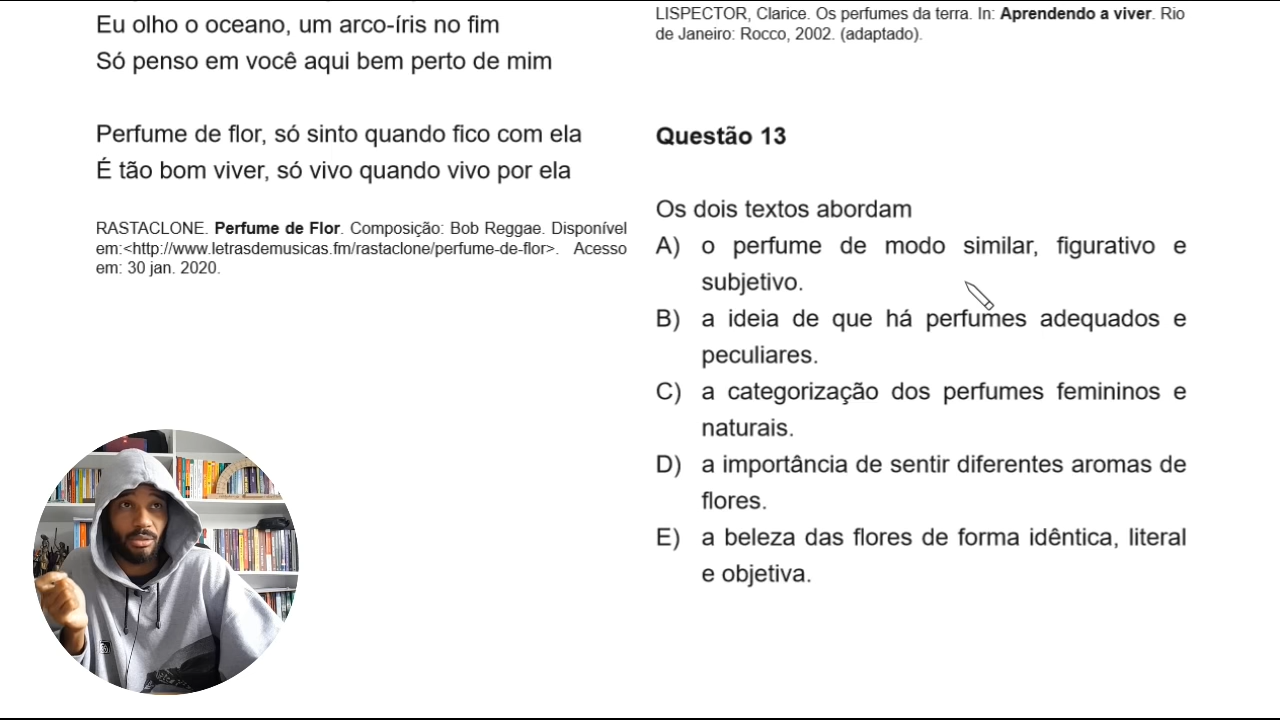 Eu olho o oceano, um arco-íris no fim
Só penso em você aqui bem perto de mim
Perfume de flor, só sinto quando fico com ela
É tão bom viver, só vivo quando vivo por ela
RASTACLONE. Perfume de Flor. Composição: Bob Reggae. Disponível
em:<http://www.letrasdemusicas.fm/rastaclone/perfume-de-flor>. Acesso
em: 30 jan. 2020.
LISPECTOR, Clarice. Os perfumes da terra. In: Aprendendo a viver. Rio
de Janeiro: Rocco, 2002. (adaptado).
Questão 13
Os dois textos abordam
A) o perfume de modo similar, figurativo e
subjetivo.
B) a ideia de que há perfumes adequados e
peculiares.
C) a categorização dos perfumes femininos e
naturais.
D) a importância de sentir diferentes aromas de
flores.
E) a beleza das flores de forma idêntica, literal
e objetiva.